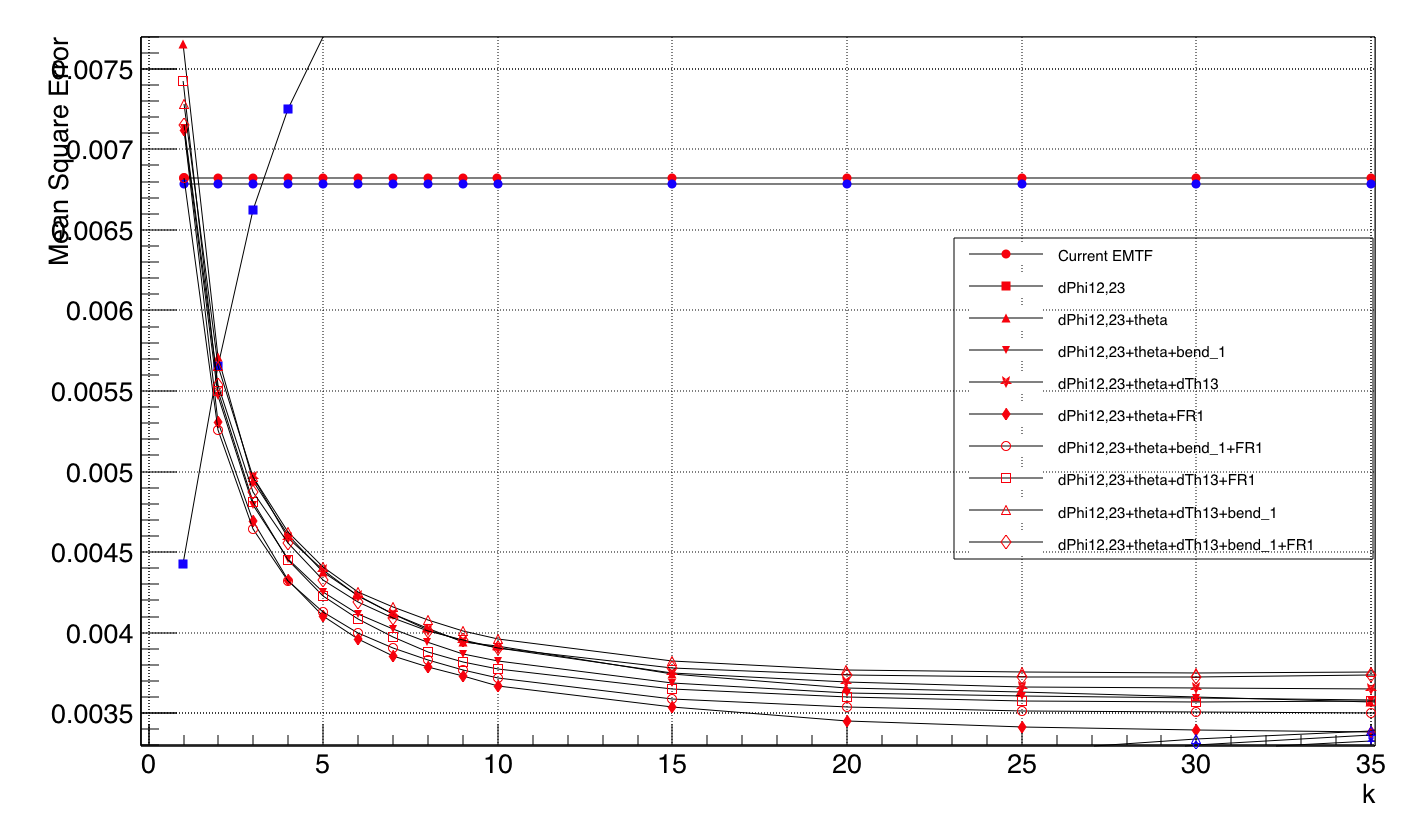 Mean Square Error
0.0075
0.007
0.0065
0.006
0.0055
0.005
0.0045
0.004
0.0035
Current EMTF
dPhi12,23
dPhi12,23+theta
dPhi12,23+theta+bend_1
dPhi12,23+theta+dTh13
dPhi12,23+theta+FR1
dPhi12,23+theta+bend_1+FR1
dPhi12,23+theta+dTh13+FR1
dPhi12,23+theta+dTh13+bend_1
dPhi12,23+theta+dTh13+bend_1+FR1
0 5 10 15 20 25 30 35
k